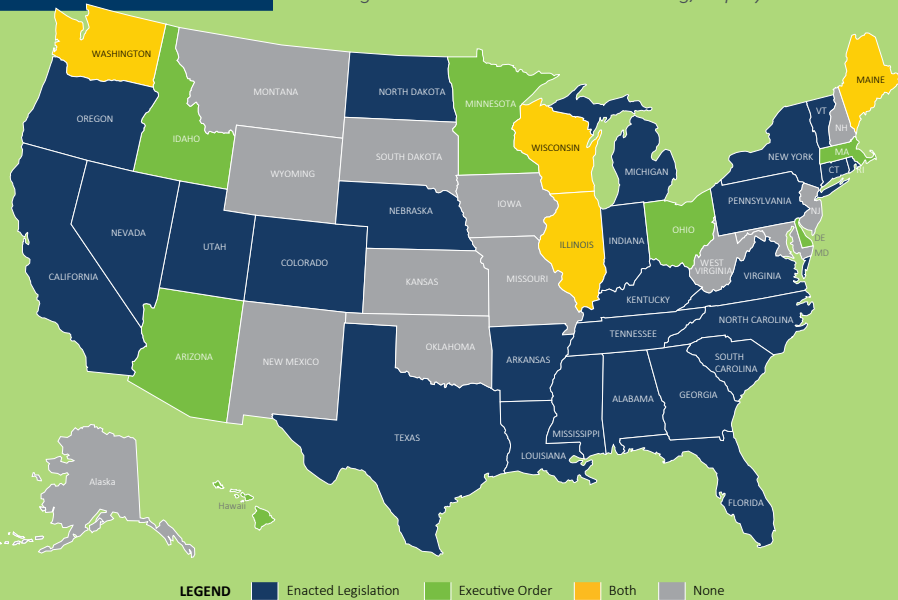 WASHINGTON
MAINE
MONTANA
NORTH DAKOTA
MINNESOTA
VT
OREGON
NH
IDAHO
WISCONSIN
MA
SOUTH DAKOTA
NEW YORK
WYOMING
MICHIGAN
CT
RI
IOWA
PENNSYLVANIA
NEBRASKA
NJ
NEVADA
OHIO
DE
UTAH
ILLINOIS
INDIANA
MD
COLORADO
WEST
VIRGINIA
CALIFORNIA
KANSAS
MISSOURI
VIRGINIA
KENTUCKY
NORTH CAROLINA
TENNESSEE
OKLAHOMA
ARIZONA
NEW MEXICO
ARKANSAS
SOUTH
CAROLINA
GEORGIA
ALABAMA
TEXAS
MISSISSIPPI
LOUISIANA
Alaska
FLORIDA
Hawaii
LEGEND Enacted Legislation Executive Order Both None